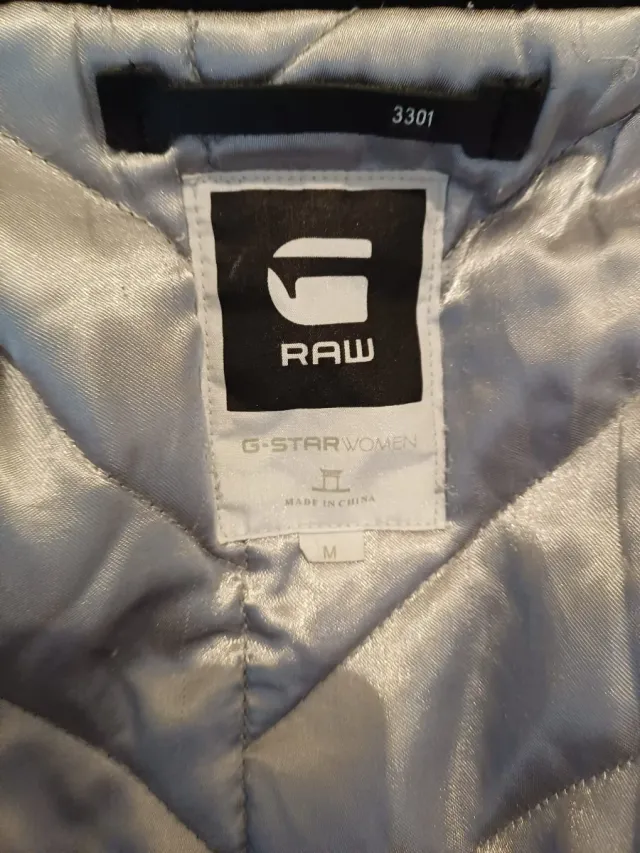 3301
G
RAW
G-STAR WOMEN
MADE IN CHINA
M